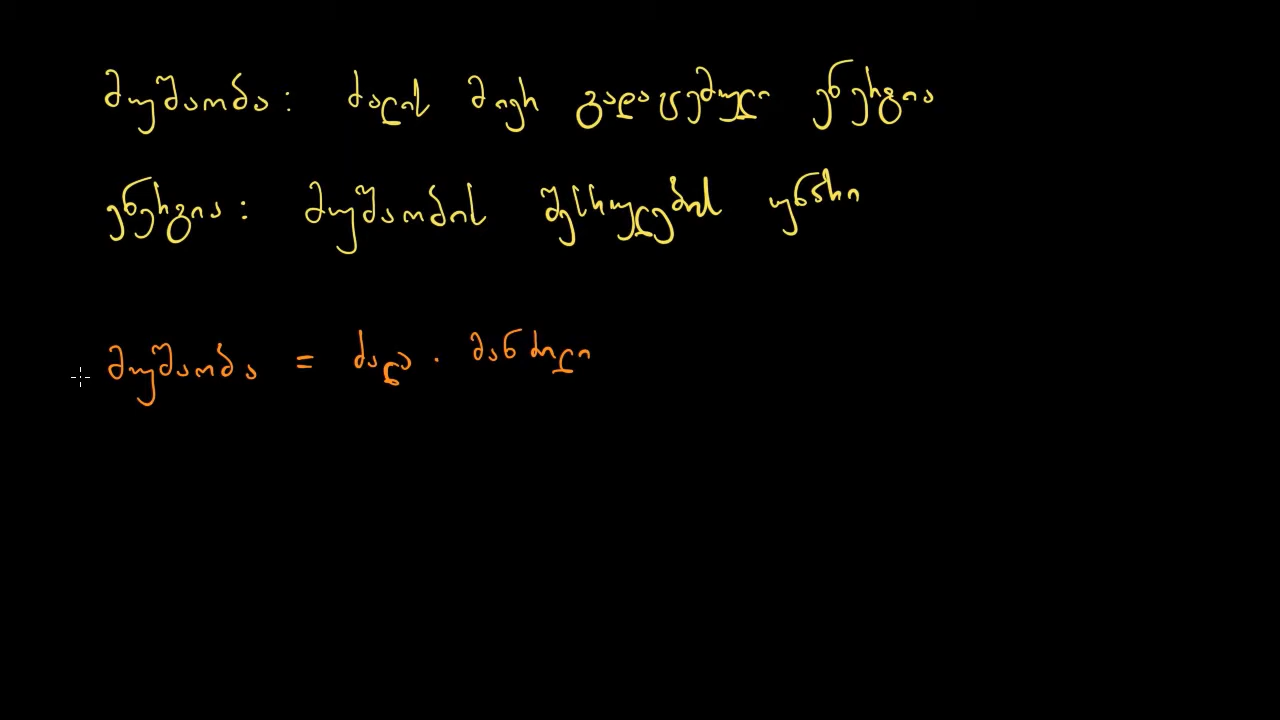 მუშაობა: ძალის მიერ გადაცემული ენერგია
ენერგია: მუშაობის შესრულების უნარი
მუშაობა = ძალა · მანძილი